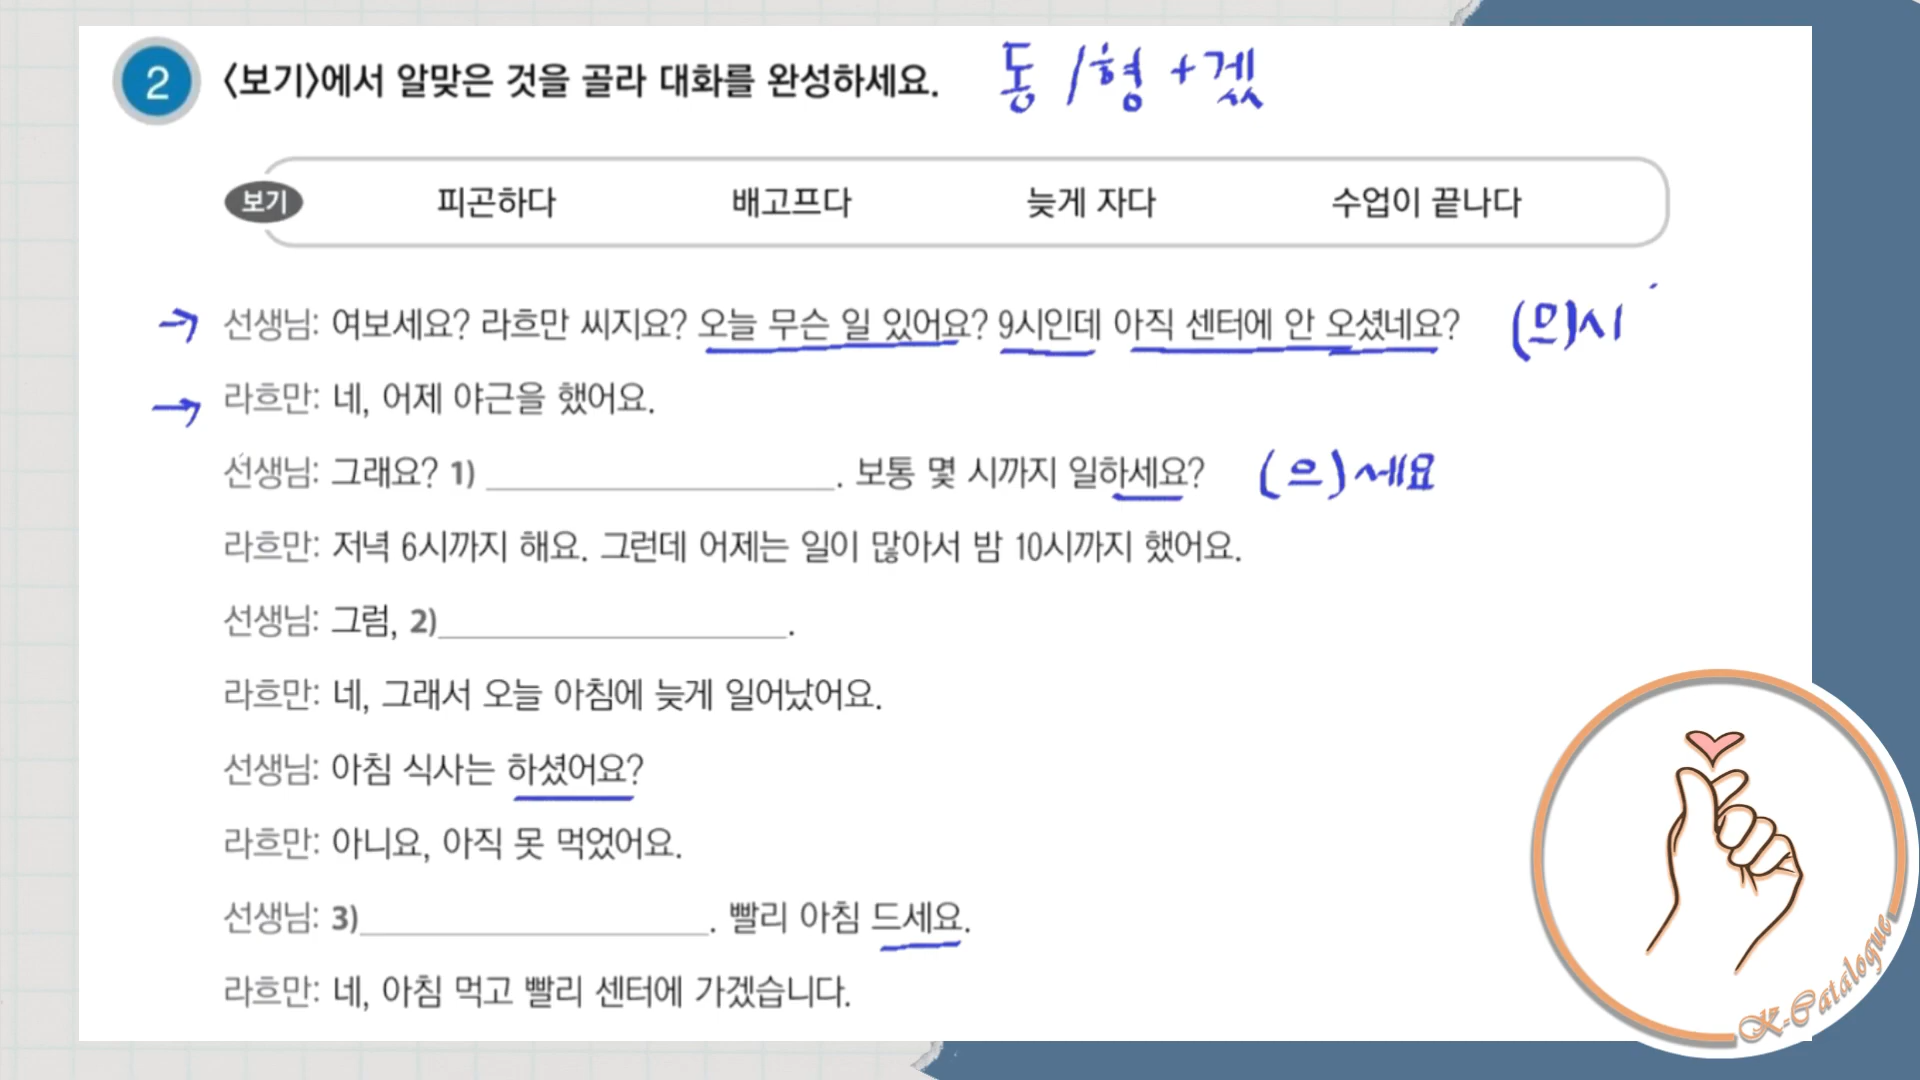 2 <보기>에서 알맞은 것을 골라 대화를 완성하세요. 동/형+겠
보기 피곤하다 배고프다 늦게 자다 수업이 끝나다
→ 선생님: 여보세요? 라흐만 씨지요? 오늘 무슨 일 있어요? 9시인데 아직 센터에 안 오셨네요? (으)시
→ 라흐만: 네, 어제 야근을 했어요.
선생님: 그래요? 1) ____________________. 보통 몇 시까지 일하세요? (으)세요
라흐만: 저녁 6시까지 해요. 그런데 어제는 일이 많아서 밤 10시까지 했어요.
선생님: 그럼, 2)____________________.
라흐만: 네, 그래서 오늘 아침에 늦게 일어났어요.
선생님: 아침 식사는 하셨어요?
라흐만: 아니요, 아직 못 먹었어요.
선생님: 3)____________________. 빨리 아침 드세요.
라흐만: 네, 아침 먹고 빨리 센터에 가겠습니다.
K-Catalogue